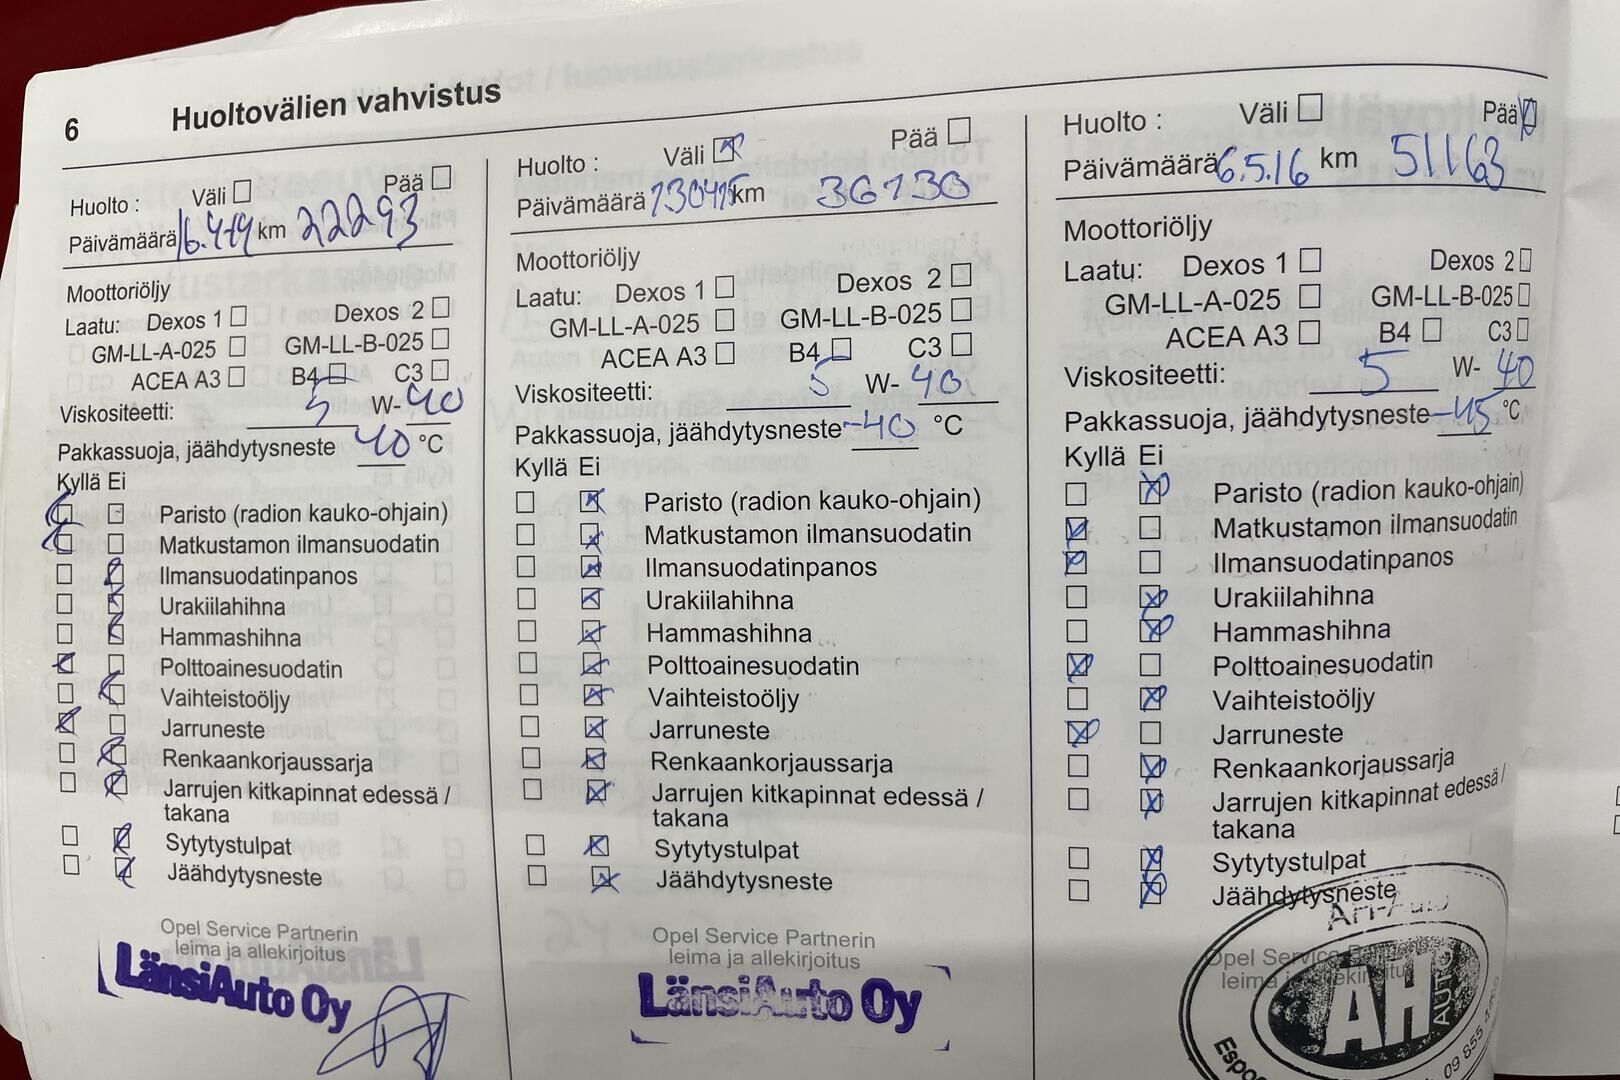 6 Huoltovälien vahvistus
Huolto : Väli Pää
Päivämäärä 16.4.14 km 22293
Moottoriöljy
Laatu: Dexos 1 Dexos 2
GM-LL-A-025 GM-LL-B-025
ACEA A3 B4 C3
Viskositeetti: 5 W-40
Pakkassuoja, jäähdytysneste 40 °C
Kyllä Ei
Paristo (radion kauko-ohjain)
Matkustamon ilmansuodatin
Ilmansuodatinpanos
Urakiilahihna
Hammashihna
Polttoainesuodatin
Vaihteistoöljy
Jarruneste
Renkaankorjaussarja
Jarrujen kitkapinnat edessä /
takana
Sytytystulpat
Jäähdytysneste
Opel Service Partnerin
leima ja allekirjoitus
LänsiAuto Oy
Huolto : Väli Pää
Päivämäärä 130415 km 36130
Moottoriöljy
Laatu: Dexos 1 Dexos 2
GM-LL-A-025 GM-LL-B-025
ACEA A3 B4 C3
Viskositeetti: 5 W-40
Pakkassuoja, jäähdytysneste -40 °C
Kyllä Ei
Paristo (radion kauko-ohjain)
Matkustamon ilmansuodatin
Ilmansuodatinpanos
Urakiilahihna
Hammashihna
Polttoainesuodatin
Vaihteistoöljy
Jarruneste
Renkaankorjaussarja
Jarrujen kitkapinnat edessä /
takana
Sytytystulpat
Jäähdytysneste
Opel Service Partnerin
leima ja allekirjoitus
LänsiAuto Oy
Huolto : Väli Pää
Päivämäärä 6.5.16 km 51163
Moottoriöljy
Laatu: Dexos 1 Dexos 2
GM-LL-A-025 GM-LL-B-025
ACEA A3 B4 C3
Viskositeetti: 5 W-40
Pakkassuoja, jäähdytysneste -45 °C
Kyllä Ei
Paristo (radion kauko-ohjain)
Matkustamon ilmansuodatin
Ilmansuodatinpanos
Urakiilahihna
Hammashihna
Polttoainesuodatin
Vaihteistoöljy
Jarruneste
Renkaankorjaussarja
Jarrujen kitkapinnat edessä /
takana
Sytytystulpat
Jäähdytysneste
Opel Service
leima
AH
AUTO
09 855